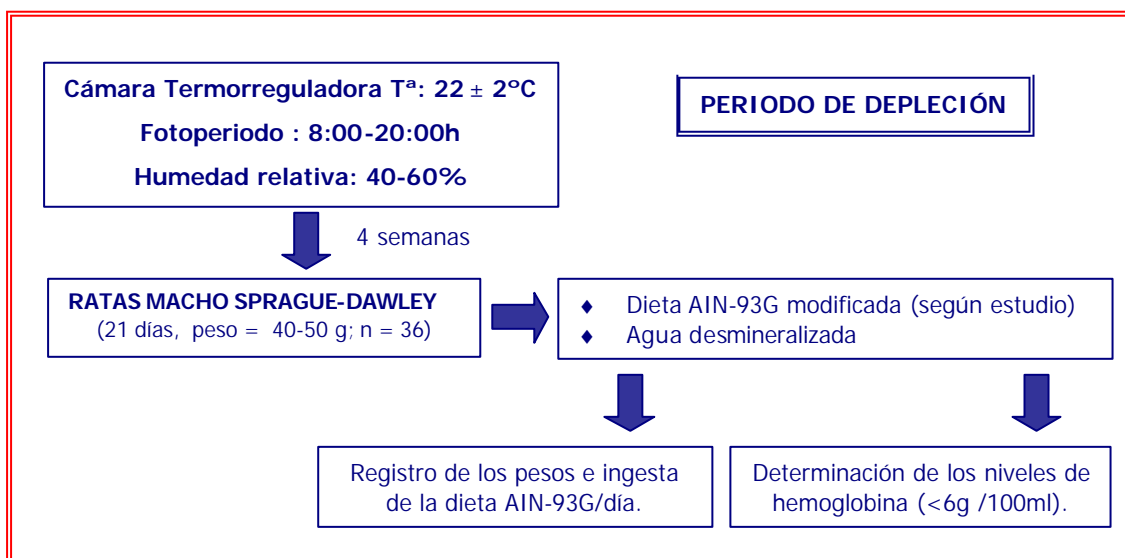 Cámara Termorreguladora Tª: 22 ± 2ºC
Fotoperiodo : 8:00-20:00h
Humedad relativa: 40-60%
PERIODO DE DEPLECIÓN
4 semanas
RATAS MACHO SPRAGUE-DAWLEY
(21 días, peso = 40-50 g; n = 36)
♦ Dieta AIN-93G modificada (según estudio)
♦ Agua desmineralizada
Registro de los pesos e ingesta
de la dieta AIN-93G/día.
Determinación de los niveles de
hemoglobina (<6g /100ml).